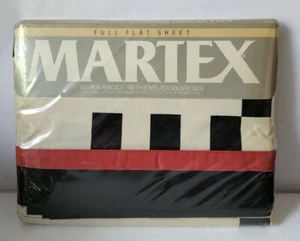 FULL FLAT SHEET
MARTEX
NO-IRON PERCALE 180 THREADS PER SQUARE INCH